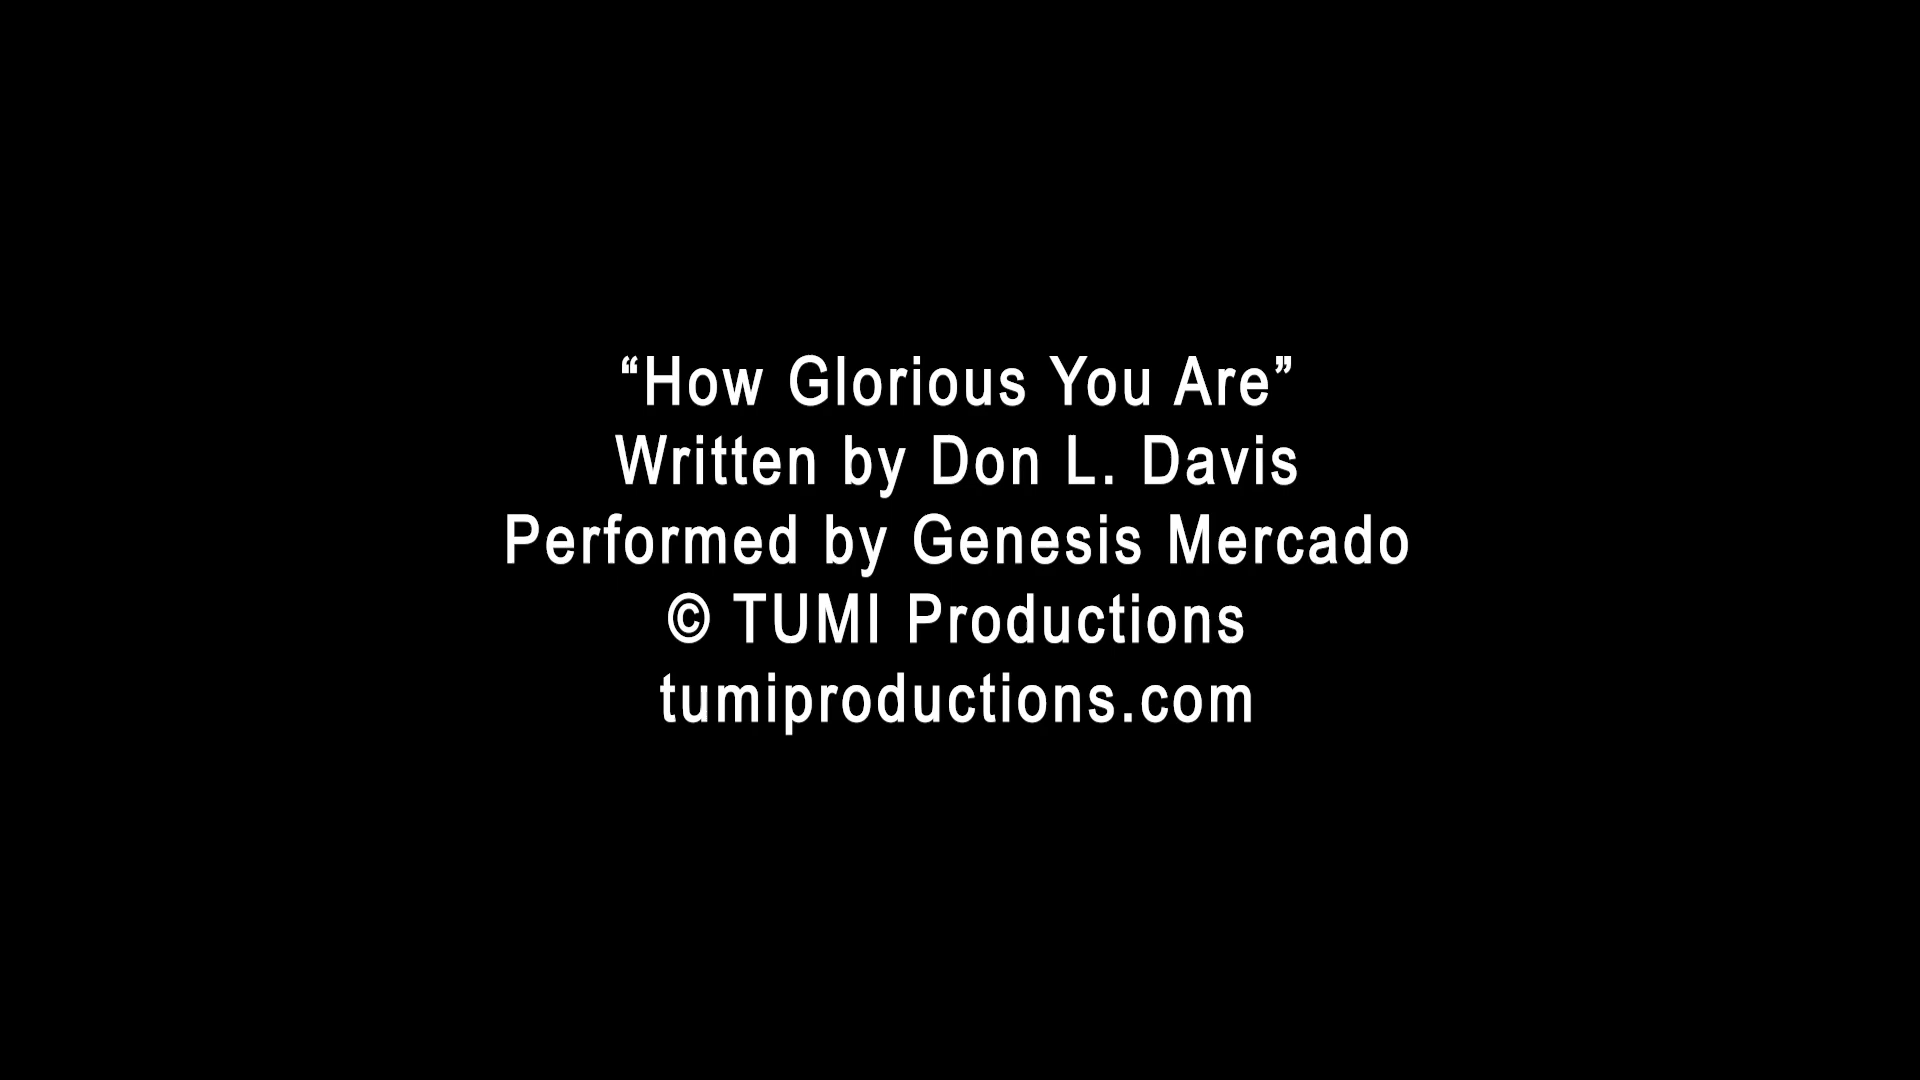 “How Glorious You Are”
Written by Don L. Davis
Performed by Genesis Mercado
© TUMI Productions
tumiproductions.com